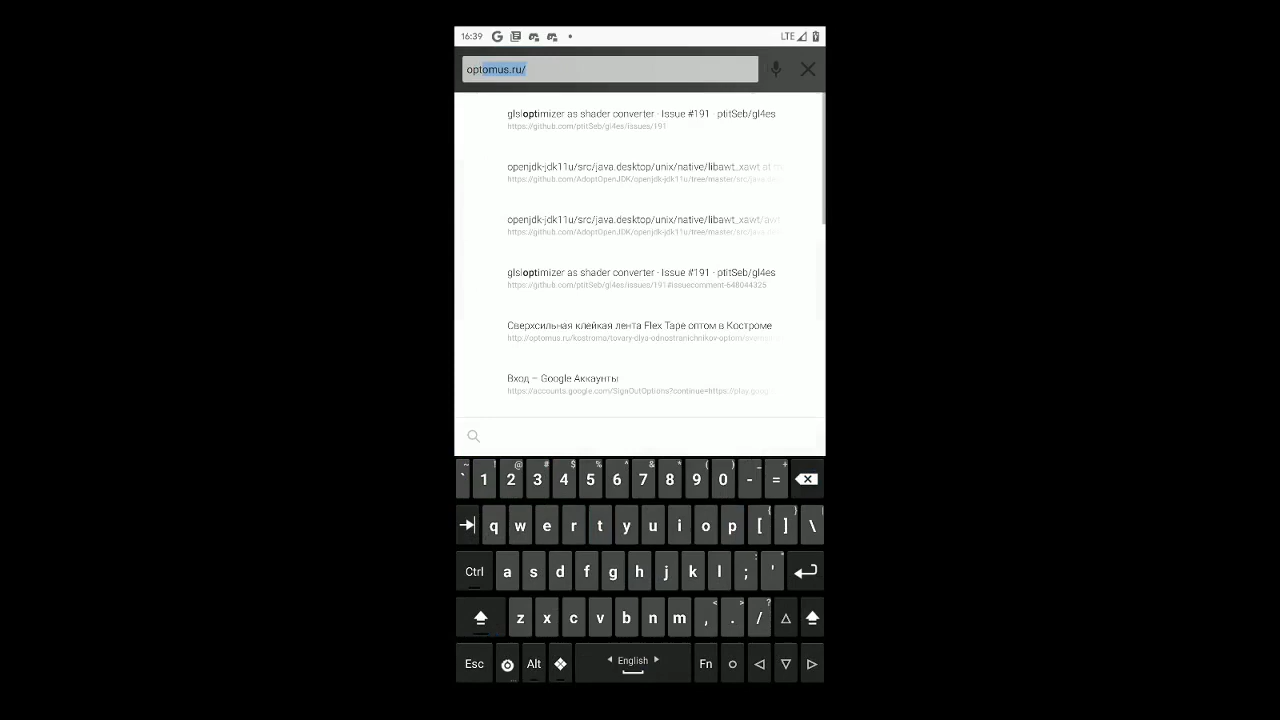 16:39 LTE
optomus.ru/
glsloptimizer as shader converter · Issue #191 · ptitSeb/gl4es
https://github.com/ptitSeb/gl4es/issues/191
openjdk-jdk11u/src/java.desktop/unix/native/libawt_xawt at m
https://github.com/AdoptOpenJDK/openjdk-jdk11u/tree/master/src/java.de
openjdk-jdk11u/src/java.desktop/unix/native/libawt_xawt/awt
https://github.com/AdoptOpenJDK/openjdk-jdk11u/tree/master/src/java.
glsloptimizer as shader converter · Issue #191 · ptitSeb/gl4es
https://github.com/ptitSeb/gl4es/issues/191#issuecomment-648044325
Сверхсильная клейкая лента Flex Tape оптом в Костроме
http://optomus.ru/kostroma/tovary-dlya-odnostranichnikov-optom/
Вход – Google Аккаунты
https://accounts.google.com/SignOutOptions?continue=https://play.goog
~ ! @ # $ % ^ & * ( ) _ +
` 1 2 3 4 5 6 7 8 9 0 - =
{ } |
q w e r t y u i o p [ ] \
: "
Ctrl a s d f g h j k l ; '
< > ?
z x c v b n m , . /
Esc Alt English Fn